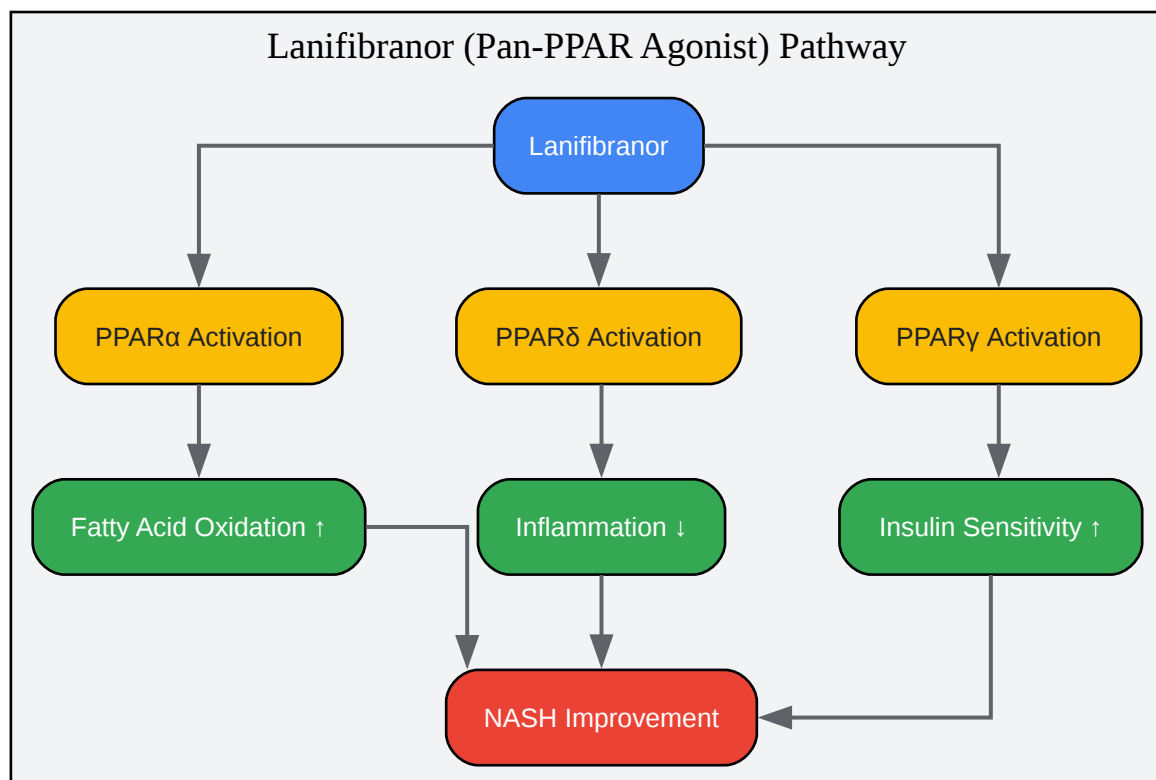 Lanifibranor (Pan-PPAR Agonist) Pathway
Lanifibranor
PPARα Activation
PPARδ Activation
PPARγ Activation
Fatty Acid Oxidation ↑
Inflammation ↓
Insulin Sensitivity ↑
NASH Improvement